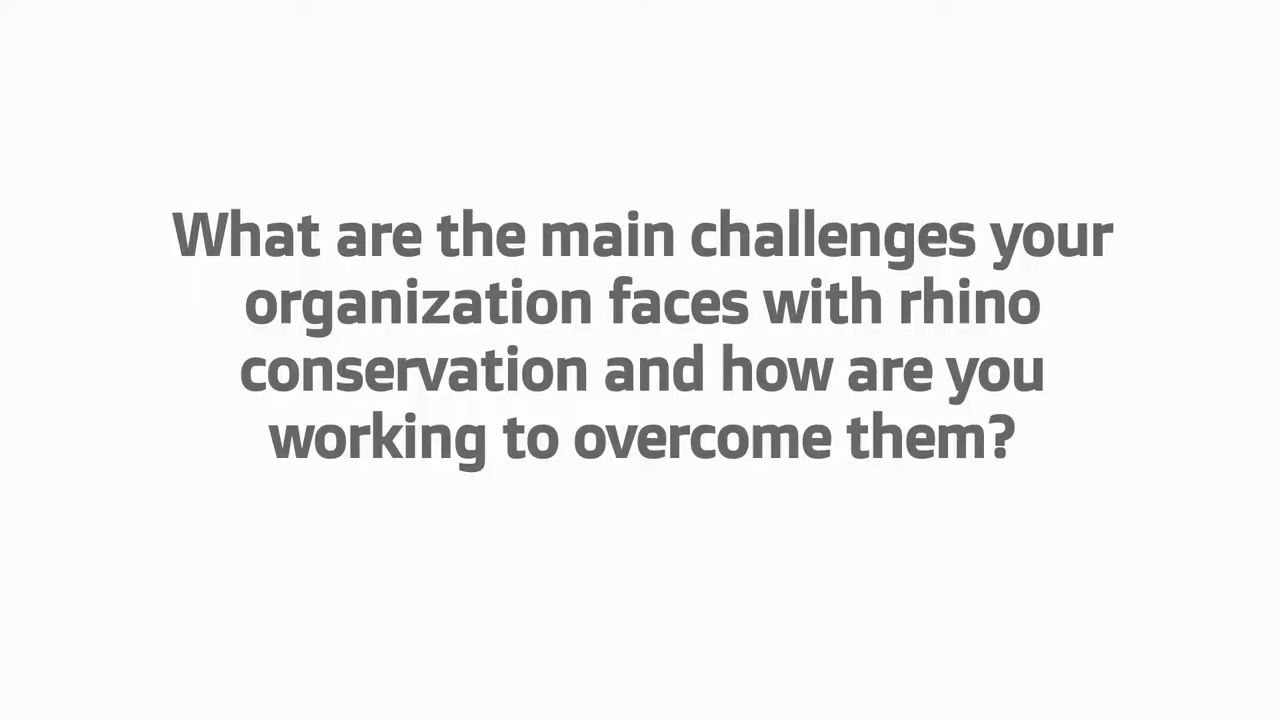 What are the main challenges your
organization faces with rhino
conservation and how are you
working to overcome them?